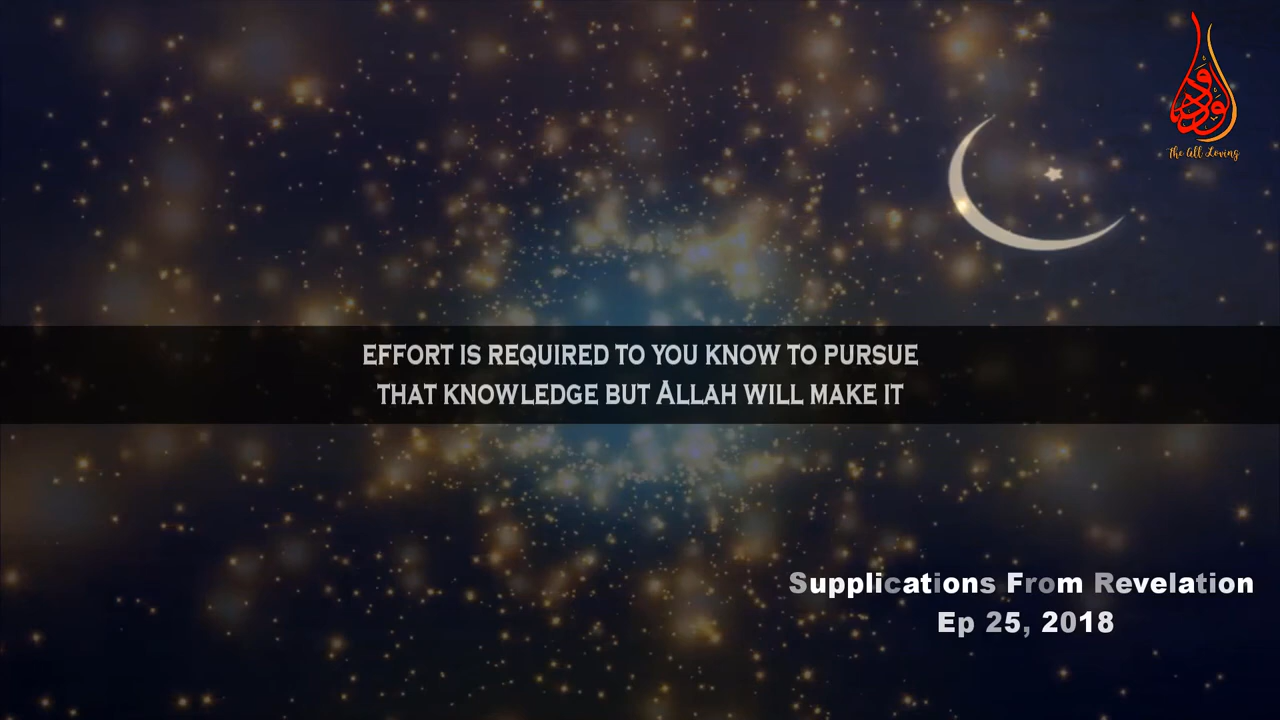 الودود
The All Loving
EFFORT IS REQUIRED TO YOU KNOW TO PURSUE
THAT KNOWLEDGE BUT ALLAH WILL MAKE IT
Supplications From Revelation
Ep 25, 2018